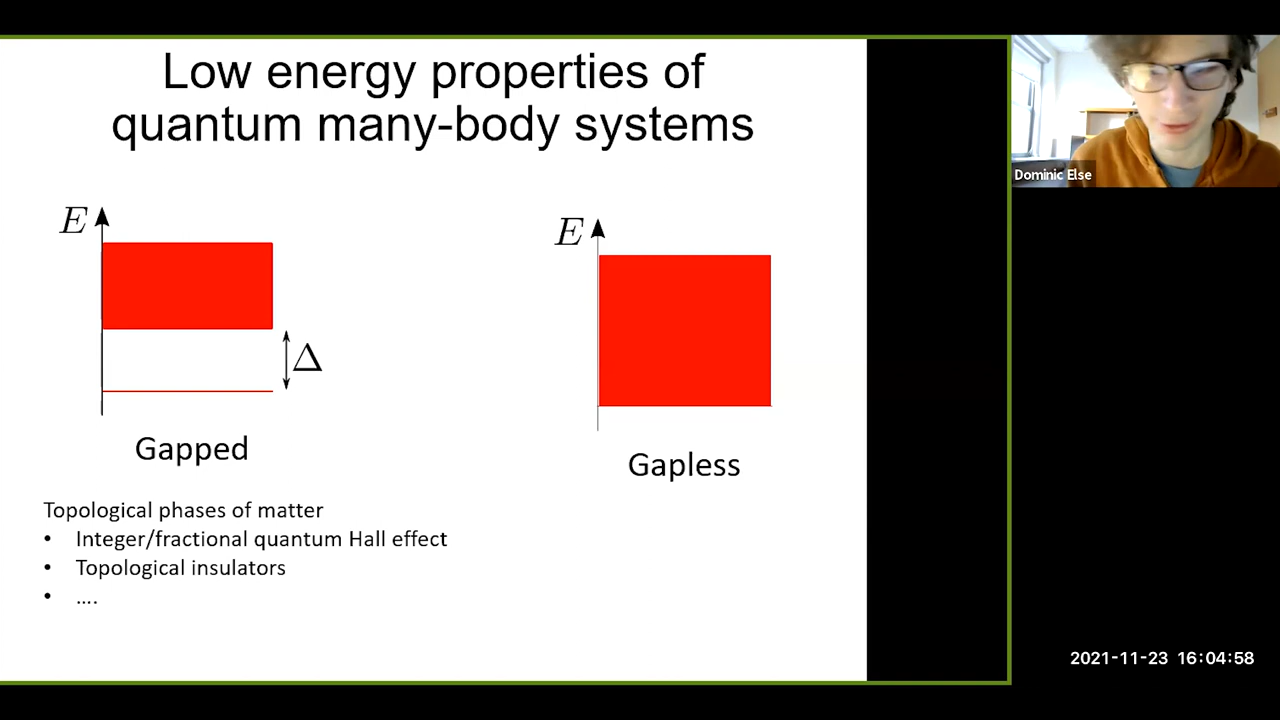 Low energy properties of
quantum many-body systems
E
Δ
Gapped
E
Gapless
Topological phases of matter
• Integer/fractional quantum Hall effect
• Topological insulators
• ....
Dominic Else
2021-11-23 16:04:58